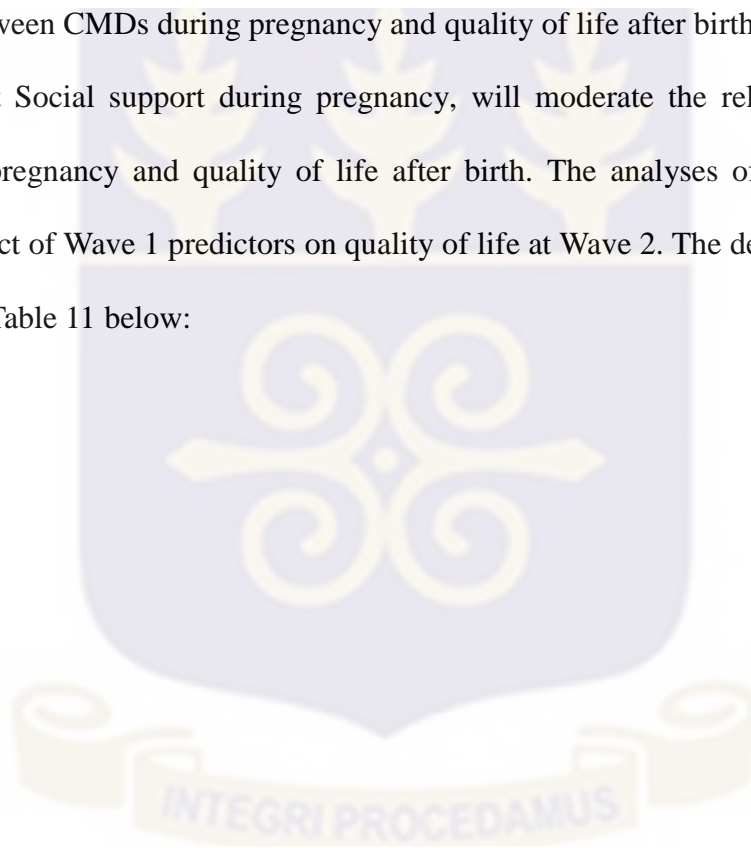 ween CMDs during pregnancy and quality of life after birth
Social support during pregnancy, will moderate the rel
pregnancy and quality of life after birth. The analyses of
ct of Wave 1 predictors on quality of life at Wave 2. The de
Table 11 below:
INTEGRI PROCEDAMUS